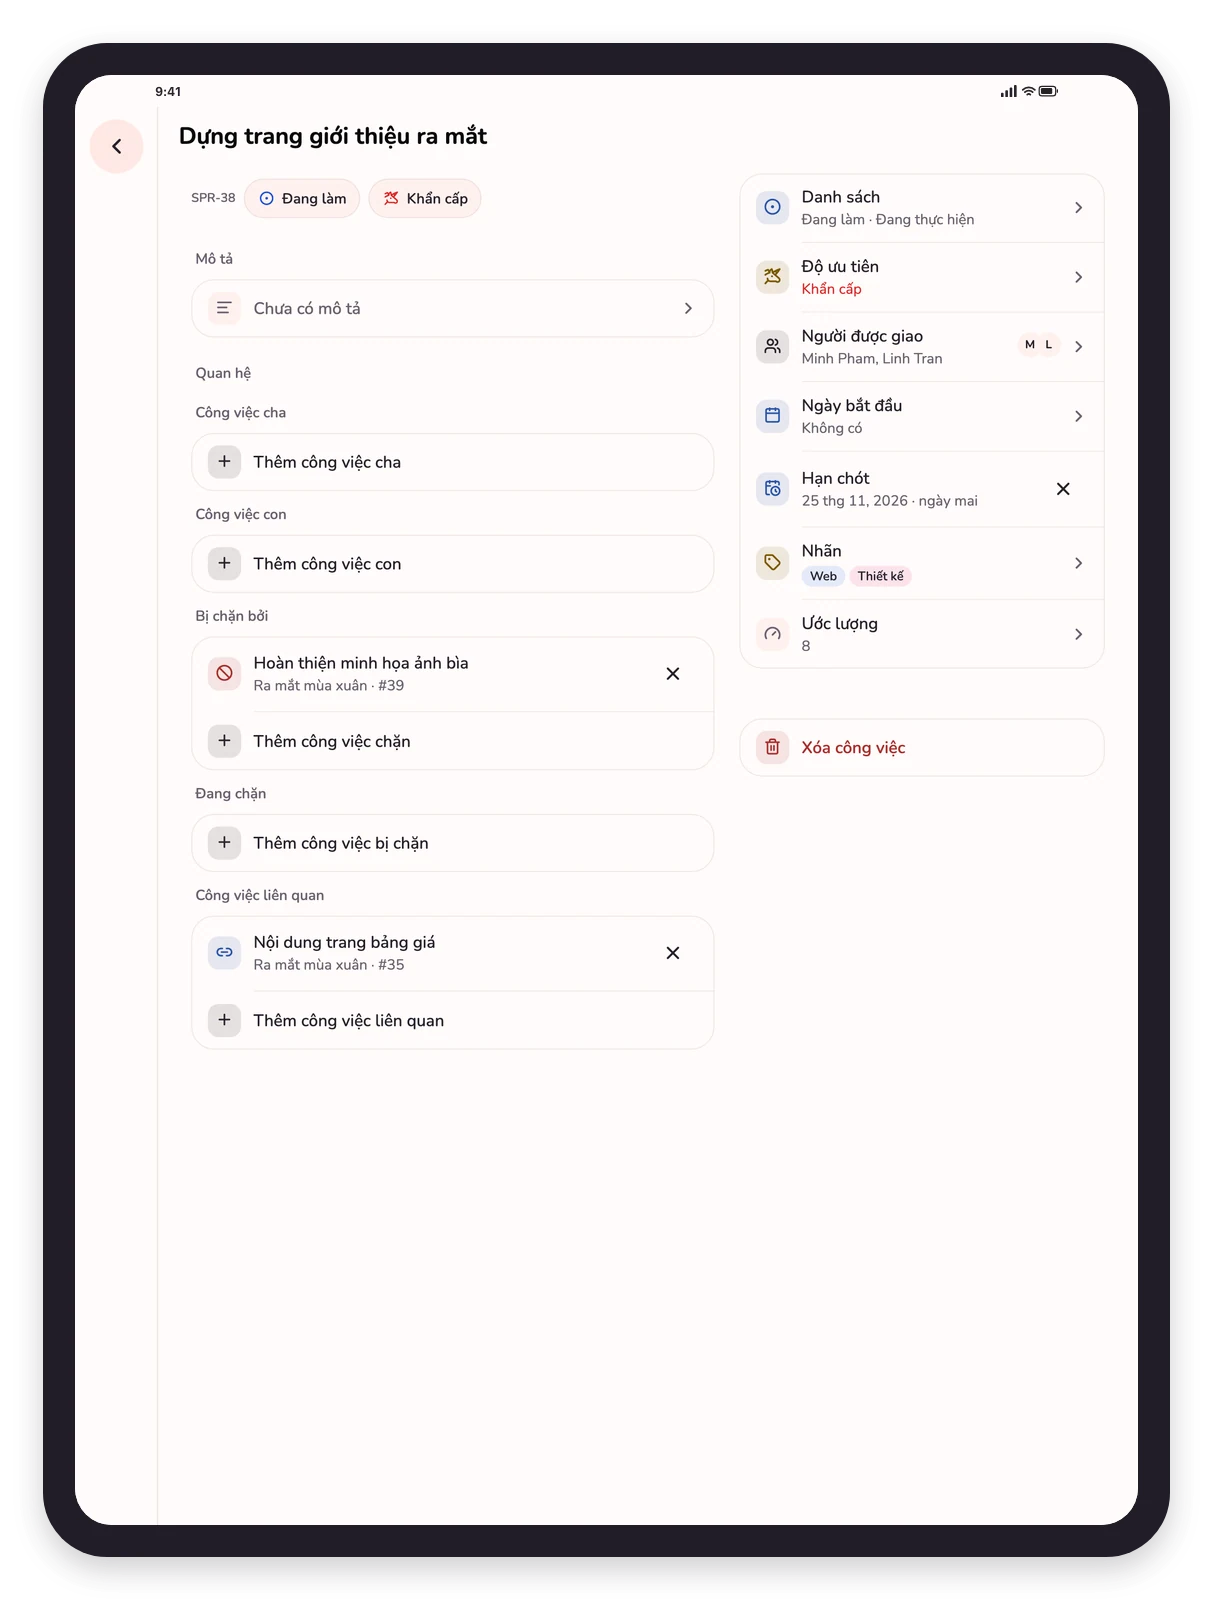 9:41
Dựng trang giới thiệu ra mắt
SPR-38
Đang làm
Khẩn cấp
Mô tả
Chưa có mô tả
Quan hệ
Công việc cha
Thêm công việc cha
Công việc con
Thêm công việc con
Bị chặn bởi
Hoàn thiện minh họa ảnh bìa
Ra mắt mùa xuân · #39
Thêm công việc chặn
Đang chặn
Thêm công việc bị chặn
Công việc liên quan
Nội dung trang bảng giá
Ra mắt mùa xuân · #35
Thêm công việc liên quan
Danh sách
Đang làm · Đang thực hiện
Độ ưu tiên
Khẩn cấp
Người được giao
Minh Pham, Linh Tran
M L
Ngày bắt đầu
Không có
Hạn chót
25 thg 11, 2026 · ngày mai
Nhãn
Web
Thiết kế
Ước lượng
8
Xóa công việc